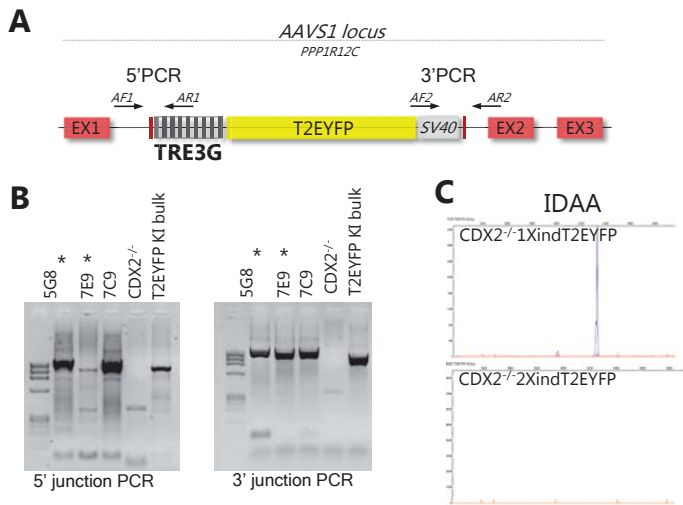 A
AAVS1 locus
PPP1R12C
5'PCR
3'PCR
AF1
AR1
AF2
AR2
EX1
T2EYFP
SV40
EX2
EX3
TRE3G
B
5G8
*
7E9
*
7C9
CDX2-/-
T2EYFP KI bulk
5G8
*
7E9
*
7C9
CDX2-/-
T2EYFP KI bulk
5' junction PCR
3' junction PCR
C
IDAA
CDX2-/-1XindT2EYFP
CDX2-/-2XindT2EYFP